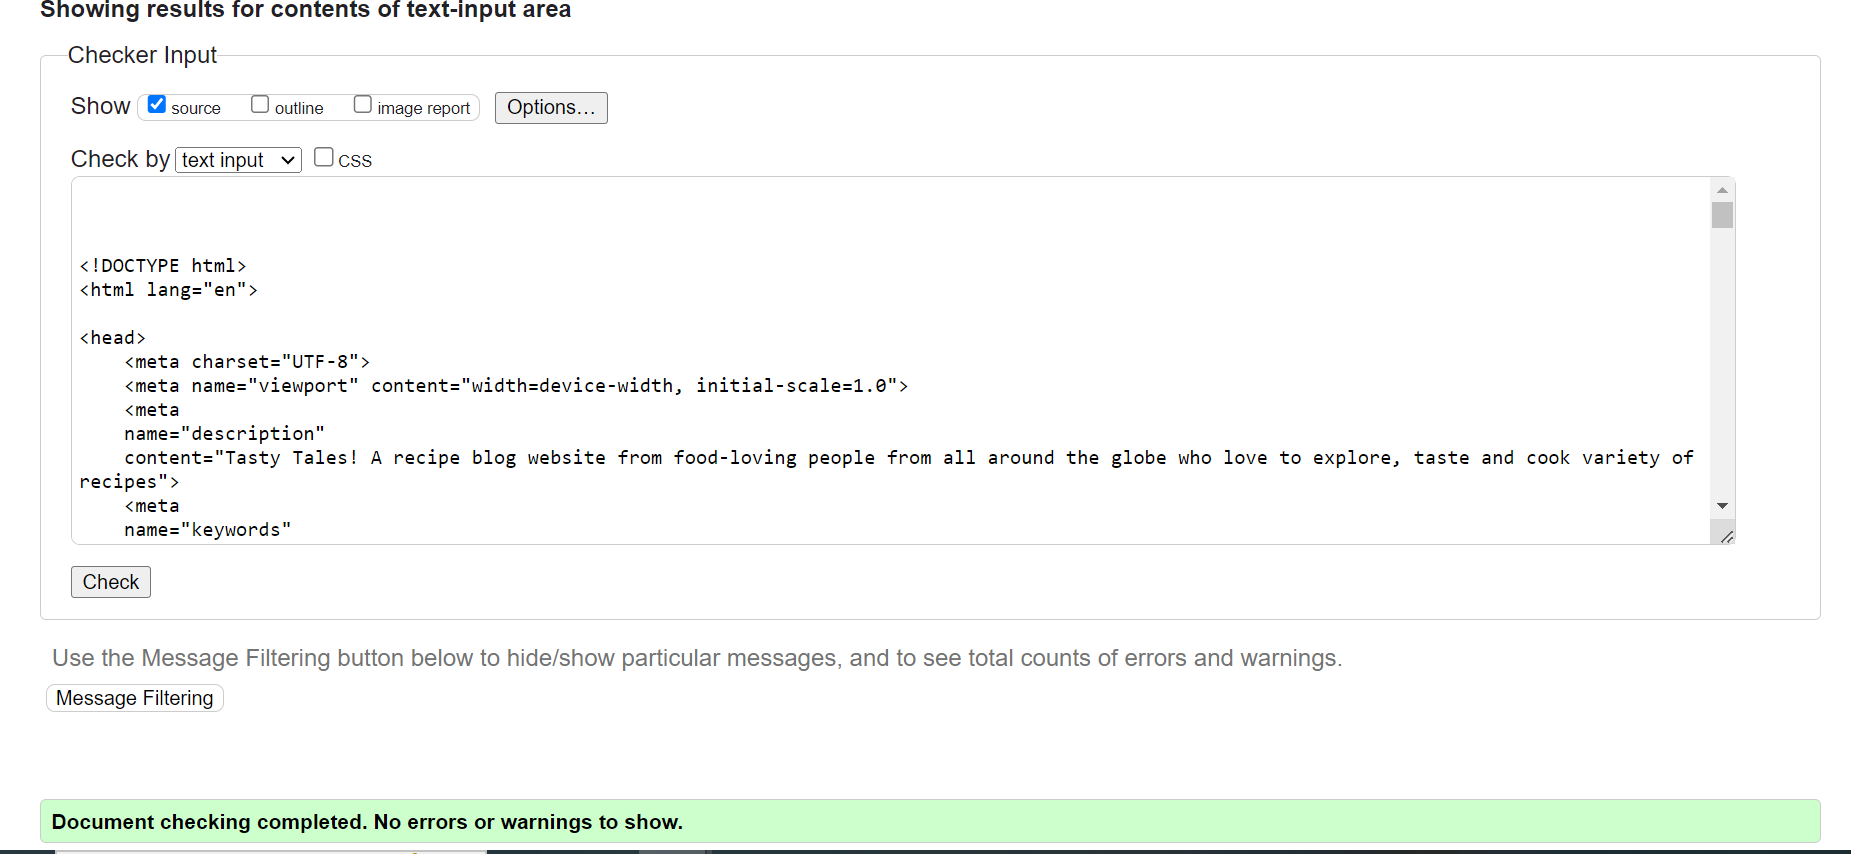 Showing results for contents of text-input area
Checker Input
Show source outline image report Options...
Check by text input CSS
<!DOCTYPE html>
<html lang="en">
<head>
<meta charset="UTF-8">
<meta name="viewport" content="width=device-width, initial-scale=1.0">
<meta
name="description"
content="Tasty Tales! A recipe blog website from food-loving people from all around the globe who love to explore, taste and cook variety of
recipes">
<meta
name="keywords"
Check
Use the Message Filtering button below to hide/show particular messages, and to see total counts of errors and warnings.
Message Filtering
Document checking completed. No errors or warnings to show.